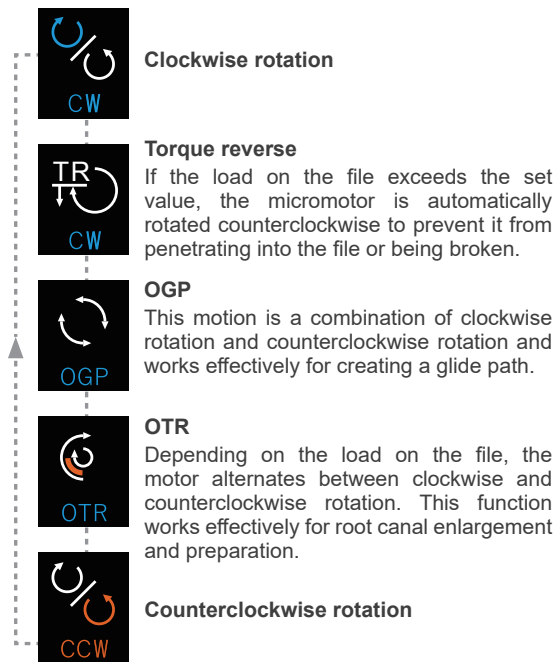 Clockwise rotation
CW
Torque reverse
TR
If the load on the file exceeds the set
value, the micromotor is automatically
rotated counterclockwise to prevent it from
CW
penetrating into the file or being broken.
OGP
This motion is a combination of clockwise
rotation and counterclockwise rotation and
works effectively for creating a glide path.
OGP
OTR
Depending on the load on the file, the
motor alternates between clockwise and
counterclockwise rotation. This function
OTR
works effectively for root canal enlargement
and preparation.
Counterclockwise rotation
CCW